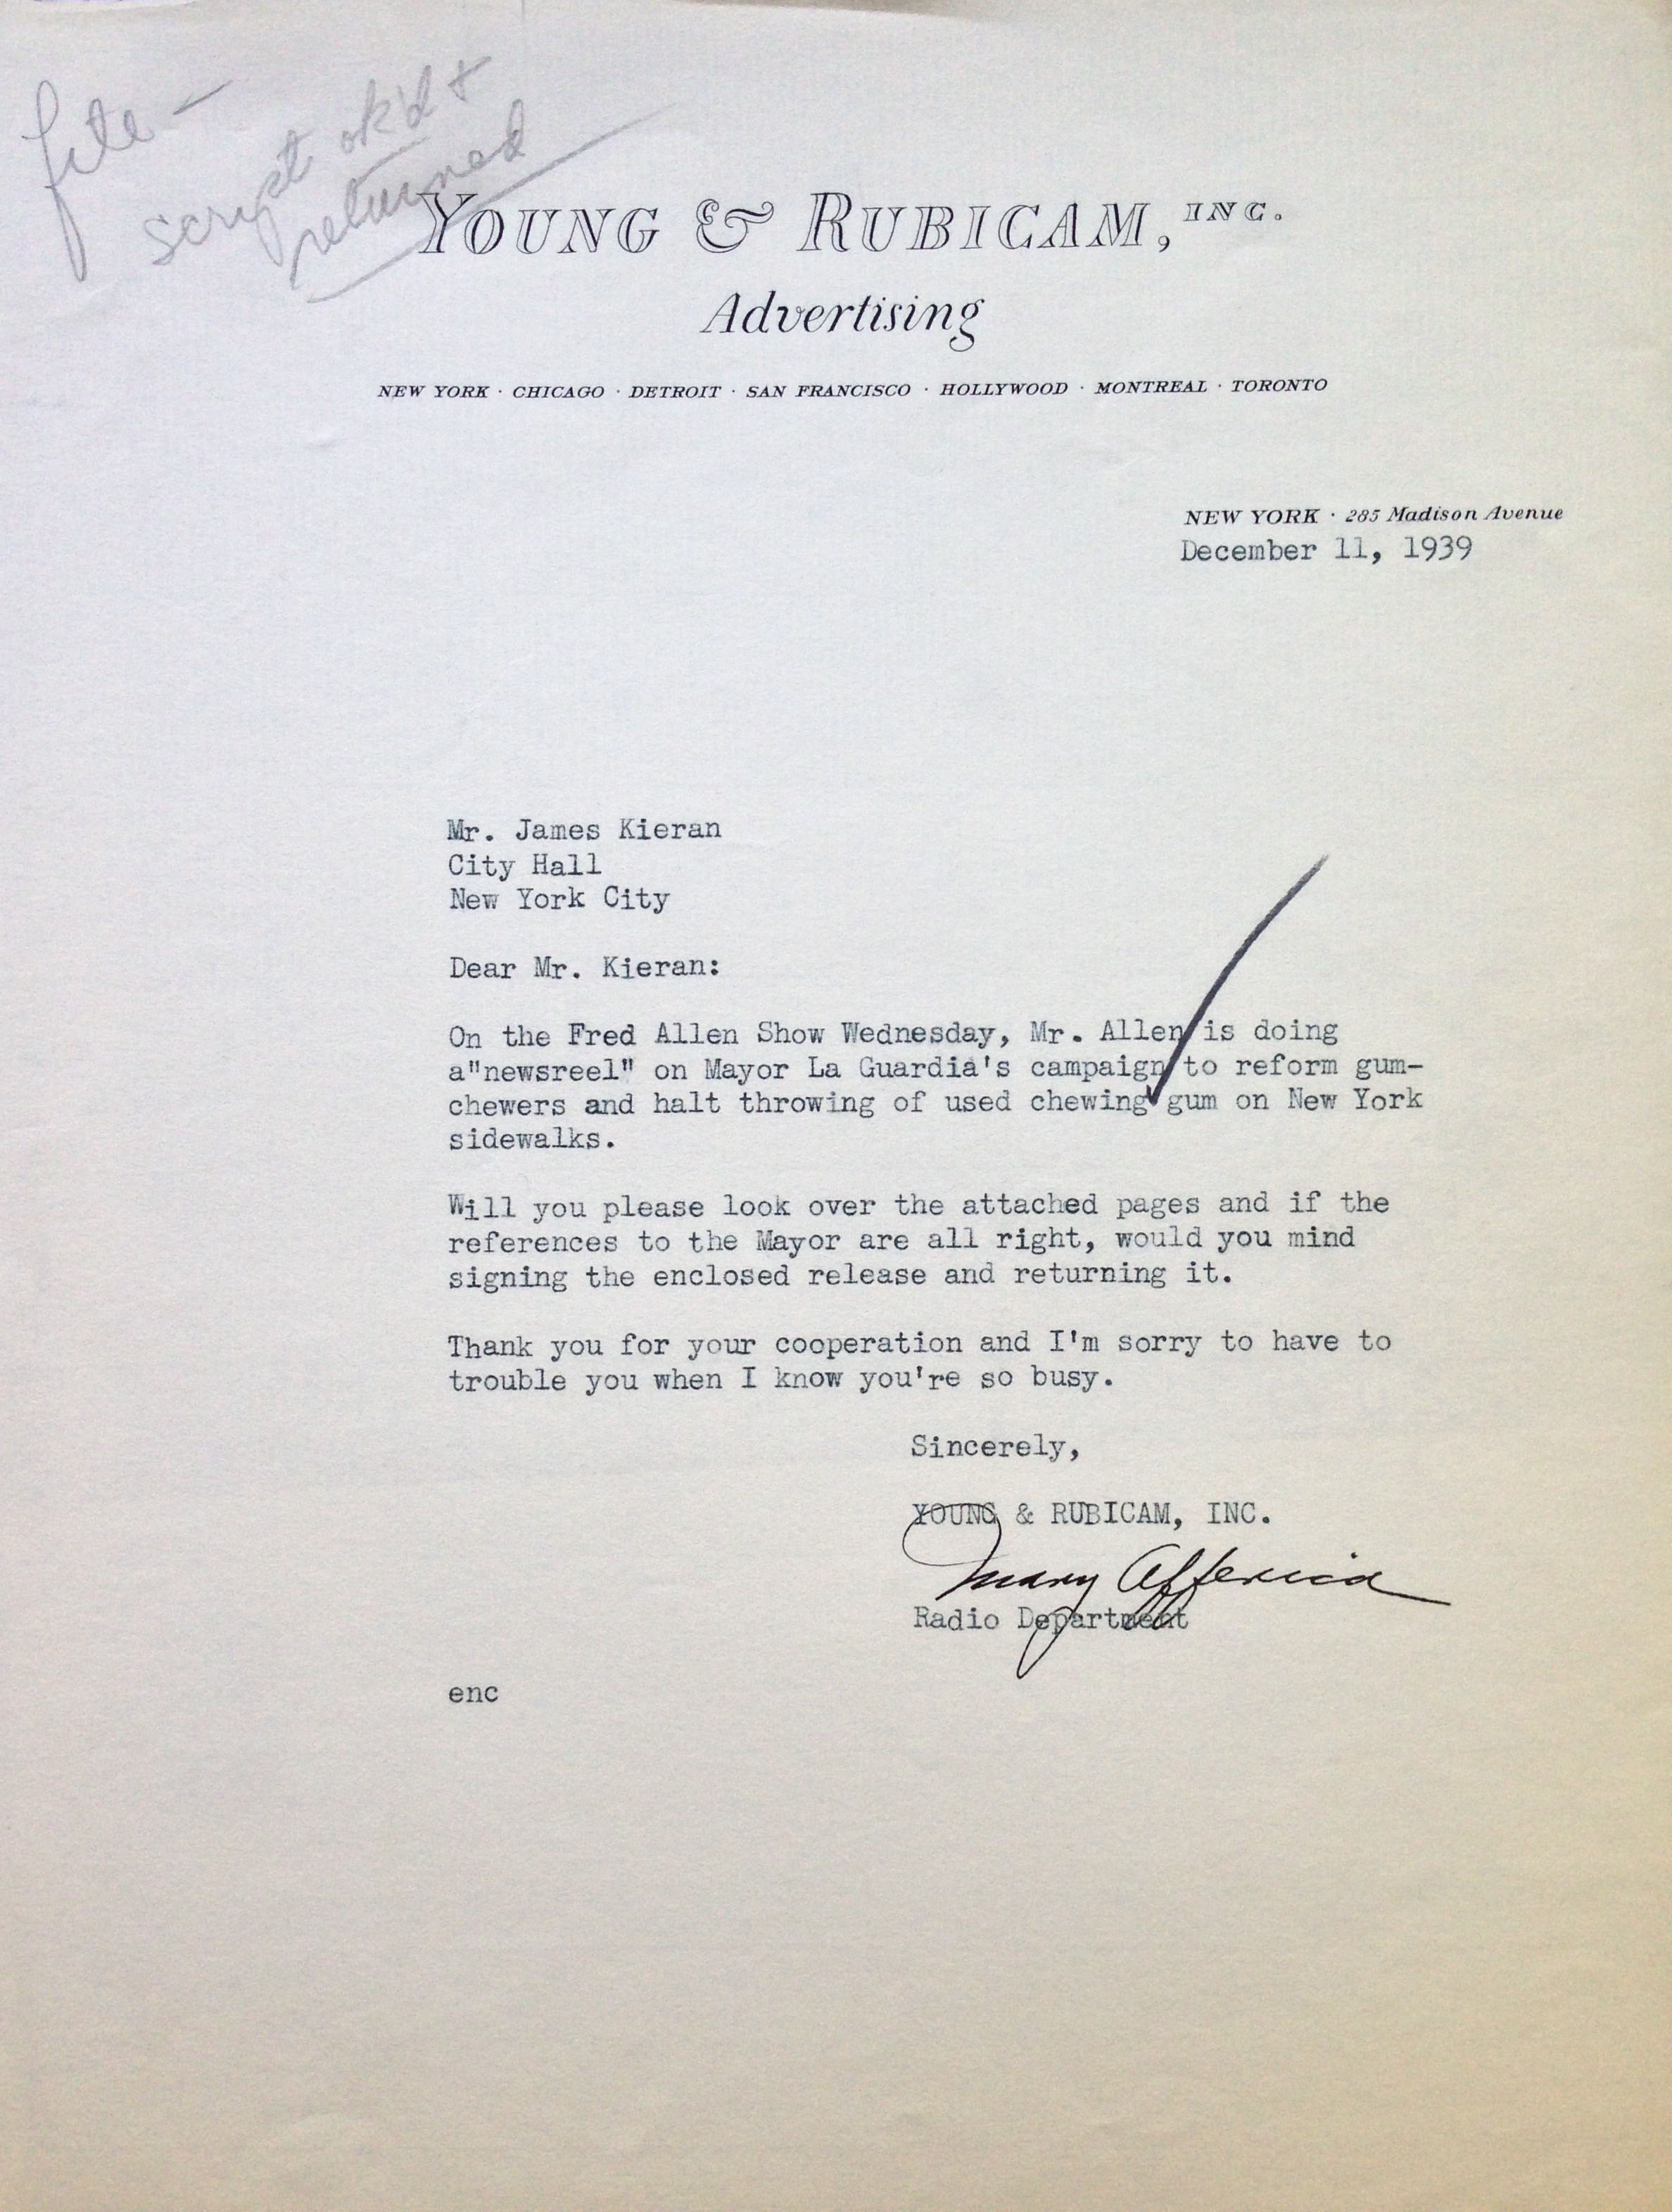 file -
script ok'd +
returned
YOUNG & RUBICAM, INC.
Advertising
NEW YORK · CHICAGO · DETROIT · SAN FRANCISCO · HOLLYWOOD · MONTREAL · TORONTO
NEW YORK · 285 Madison Avenue
December 11, 1939
Mr. James Kieran
City Hall
New York City
Dear Mr. Kieran:
On the Fred Allen Show Wednesday, Mr. Allen is doing
a"newsreel" on Mayor La Guardia's campaign to reform gum-
chewers and halt throwing of used chewing gum on New York
sidewalks.
Will you please look over the attached pages and if the
references to the Mayor are all right, would you mind
signing the enclosed release and returning it.
Thank you for your cooperation and I'm sorry to have to
trouble you when I know you're so busy.
Sincerely,
YOUNG & RUBICAM, INC.
Mary
Radio Department
enc